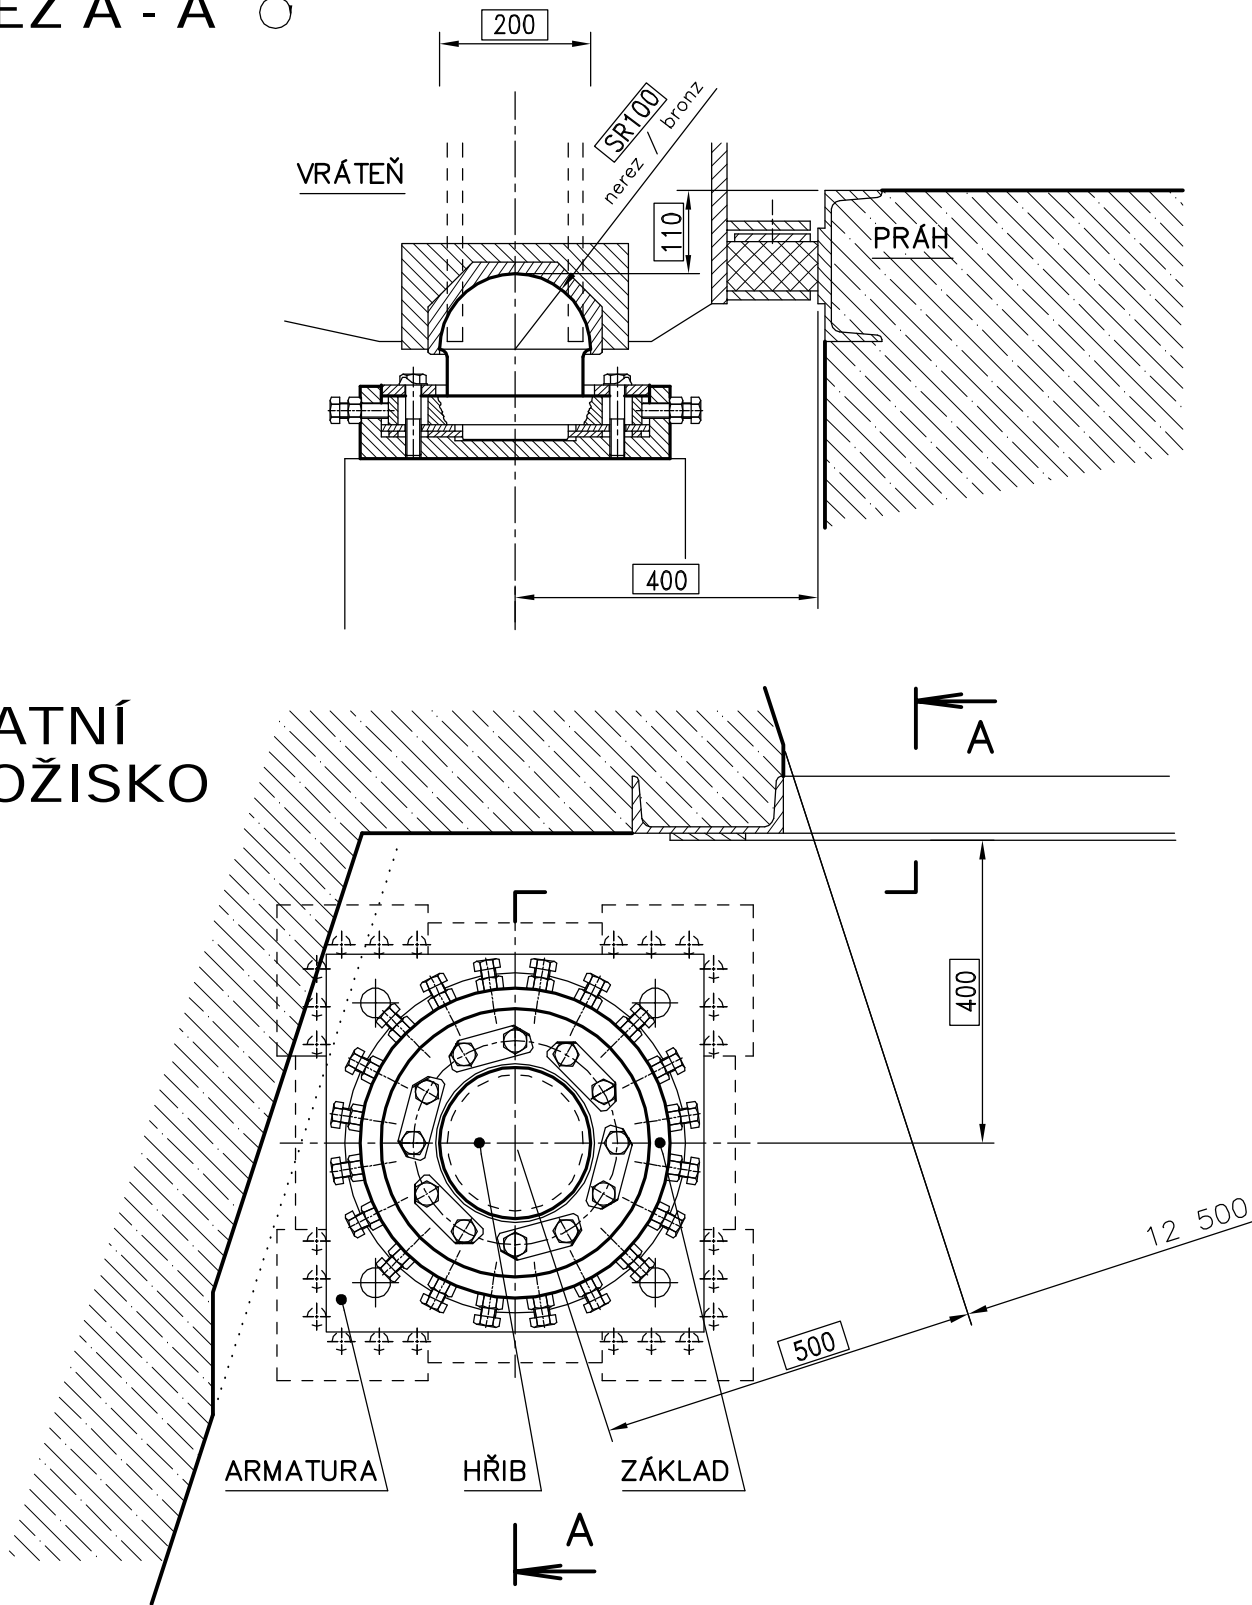 EZ A - A
200
SR100
nerez / bronz
VRÁTEŇ
110
PRÁH
400
ATNÍ
OŽISKO
A
400
12 500
500
ARMATURA
HŘIB
ZÁKLAD
A